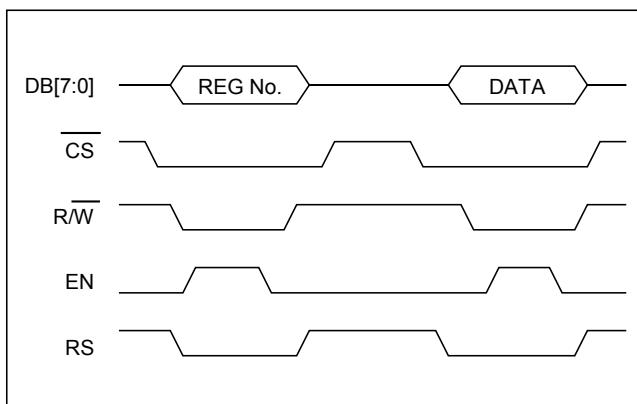 DB[7:0] REG No. DATA
CS
R/W
EN
RS